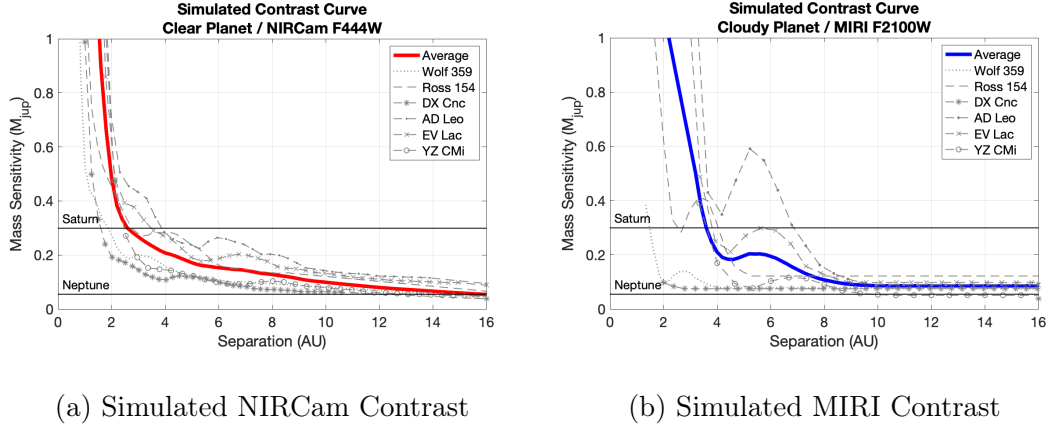 Simulated Contrast Curve
Clear Planet / NIRCam F444W
Mass Sensitivity (M_jup)
1
0.8
0.6
0.4
0.2
0
Saturn
Neptune
Average
Wolf 359
Ross 154
DX Cnc
AD Leo
EV Lac
YZ CMi
0 2 4 6 8 10 12 14 16
Separation (AU)
(a) Simulated NIRCam Contrast
Simulated Contrast Curve
Cloudy Planet / MIRI F2100W
Mass Sensitivity (M_jup)
1
0.8
0.6
0.4
0.2
0
Saturn
Neptune
Average
Wolf 359
Ross 154
DX Cnc
AD Leo
EV Lac
YZ CMi
0 2 4 6 8 10 12 14 16
Separation (AU)
(b) Simulated MIRI Contrast